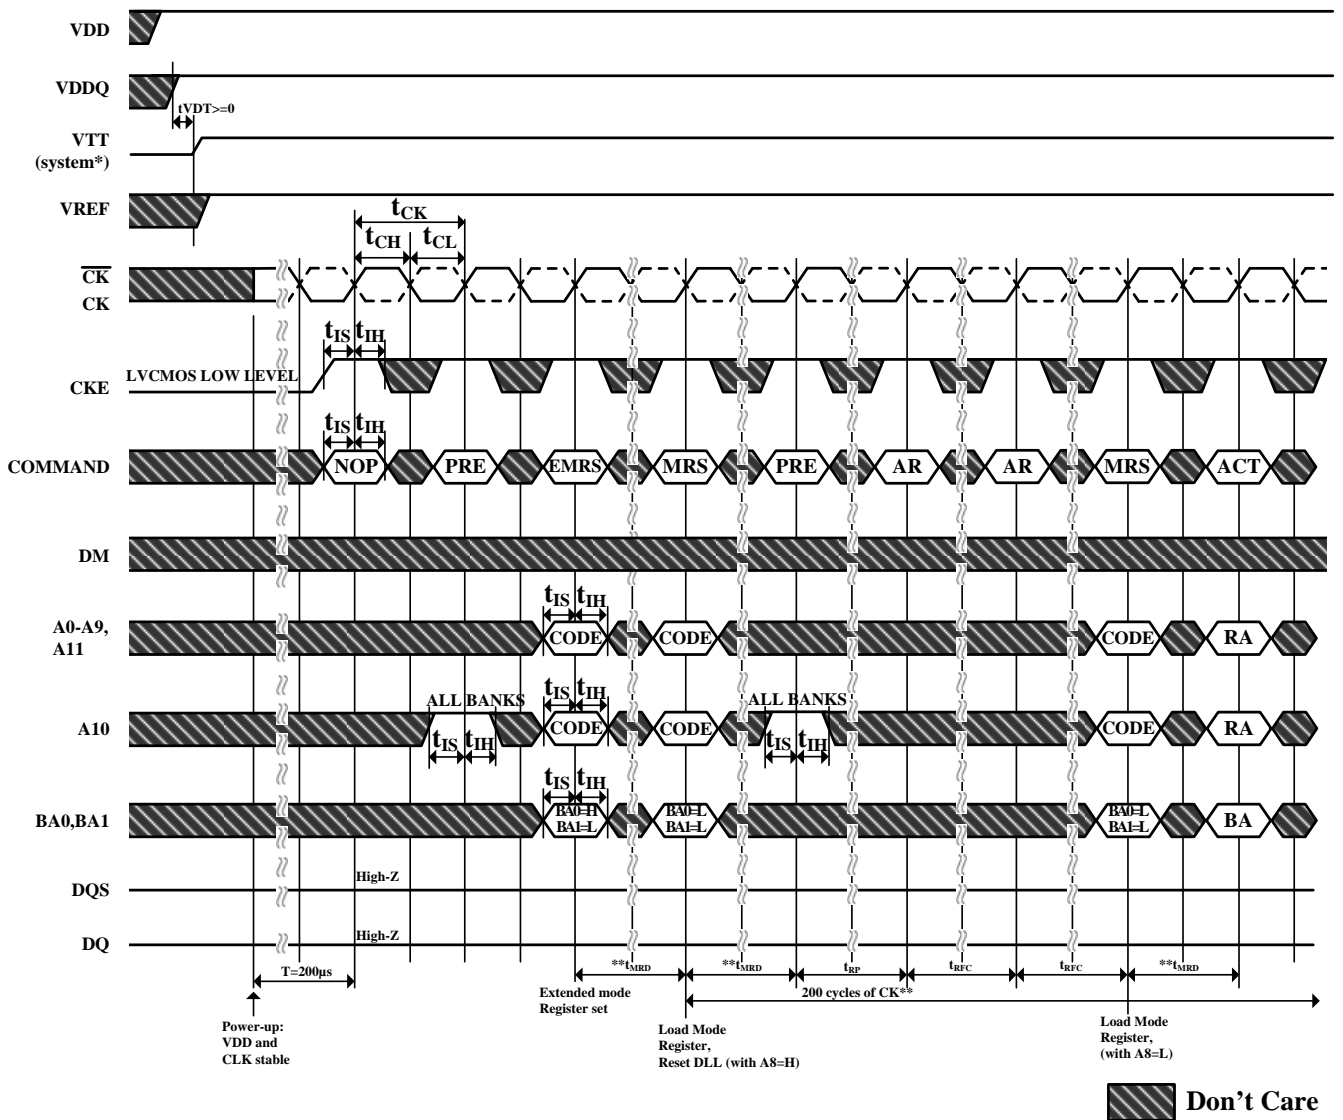 VDD
VDDQ
tVDT>=0
VTT
(system*)
VREF
tCK
tCH
tCL
CK
CK
tIS
tIH
LVCMOS LOW LEVEL
CKE
tIS
tIH
COMMAND
NOP
PRE
EMRS
MRS
PRE
AR
AR
MRS
ACT
DM
tIS
tIH
A0-A9,
A11
CODE
CODE
CODE
RA
ALL BANKS
tIS
tIH
ALL BANKS
A10
CODE
CODE
CODE
RA
tIS
tIH
tIS
tIH
tIS
tIH
BA0,BA1
BA0=H
BA1=L
BA0=L
BA1=L
BA0=L
BA1=L
BA
High-Z
DQS
High-Z
DQ
T=200µs
**tMRD
**tMRD
tRP
tRFC
tRFC
**tMRD
Extended mode
Register set
200 cycles of CK**
Power-up:
VDD and
CLK stable
Load Mode
Register,
Reset DLL (with A8=H)
Load Mode
Register,
(with A8=L)
Don't Care